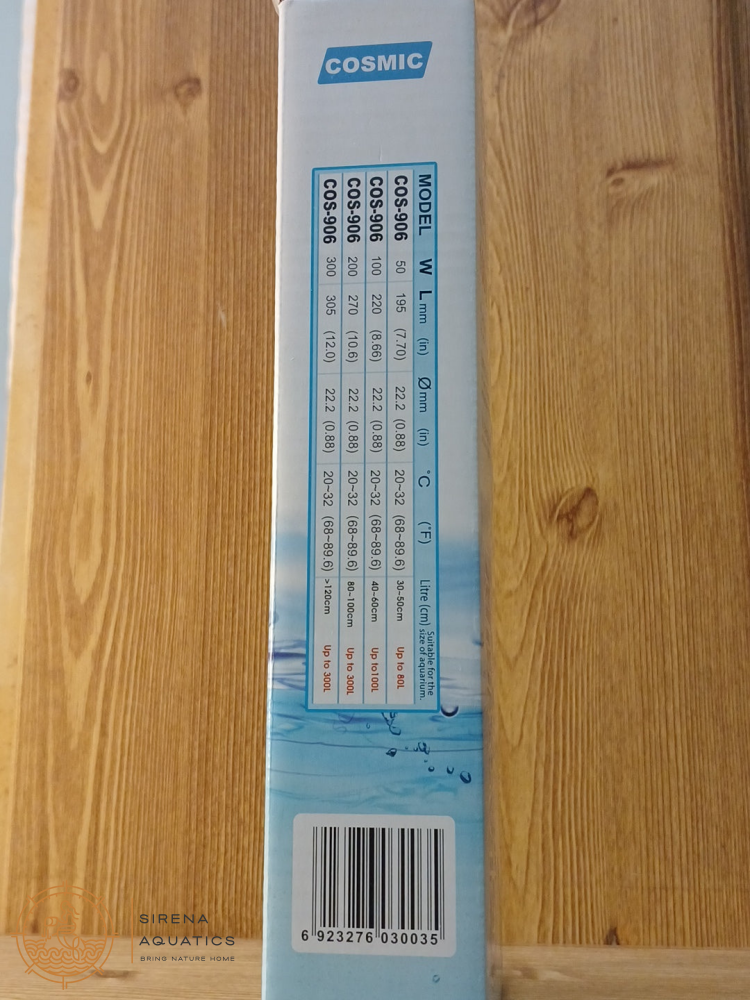 COSMIC
MODEL W L mm (in) Ømm (in) °C (°F) Litre (cm) Suitable for the size of aquarium.
COS-906 50 195 (7.70) 22.2 (0.88) 20~32 (68~89.6) 30~50cm Up to 80L
COS-906 100 220 (8.66) 22.2 (0.88) 20~32 (68~89.6) 40~60cm Up to100L
COS-906 200 270 (10.6) 22.2 (0.88) 20~32 (68~89.6) 80~100cm Up to 300L
COS-906 300 305 (12.0) 22.2 (0.88) 20~32 (68~89.6) >120cm Up to 300L
6 923276 030035
SIRENA
AQUATICS
BRING NATURE HOME